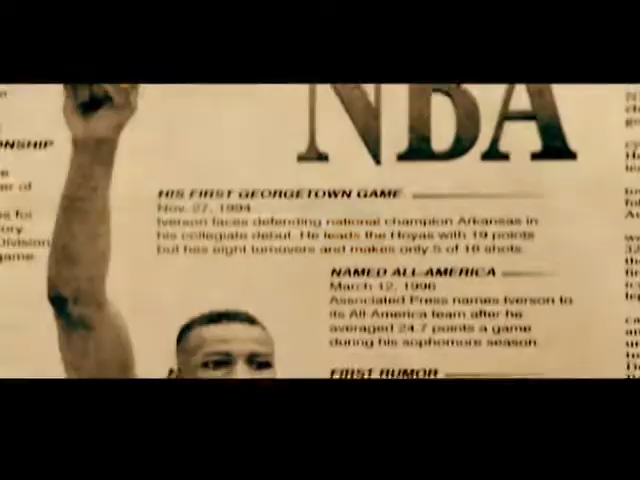 NBA
NSHIP
HIS FIRST GEORGETOWN GAME
Nov. 27, 1994
Iverson faces defending national champion Arkansas in
his collegiate debut. He leads the Hoyas with 19 points
but has eight turnovers and makes only 5 of 16 shots.
NAMED ALL-AMERICA
March 12, 1996
Associated Press names Iverson to
its All-America team after he
averaged 24.7 points a game
during his sophomore season.
FIRST RUMOR